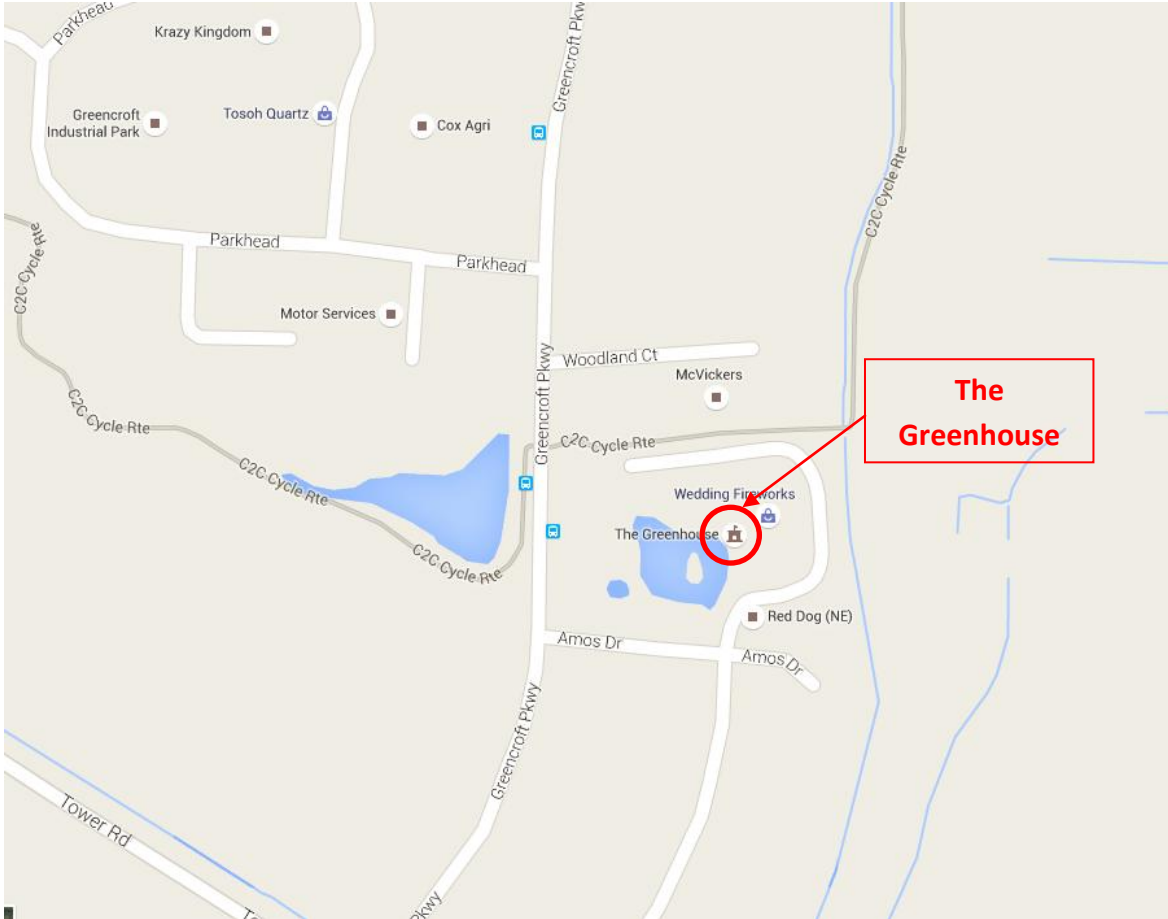 Parkhead
Krazy Kingdom
Greencroft Pkwy
Greencroft
Industrial Park
Tosoh Quartz
Cox Agri
C2C Cycle Rte
C2C Cycle Rte
Parkhead
Parkhead
Motor Services
Woodland Ct
McVickers
The
Greenhouse
Greencroft Pkwy
C2C Cycle Rte
C2C Cycle Rte
C2C Cycle Rte
Wedding Fireworks
The Greenhouse
C2C Cycle Rte
Red Dog (NE)
Amos Dr
Amos Dr
Greencroft Pkwy
Tower Rd
Pkwy